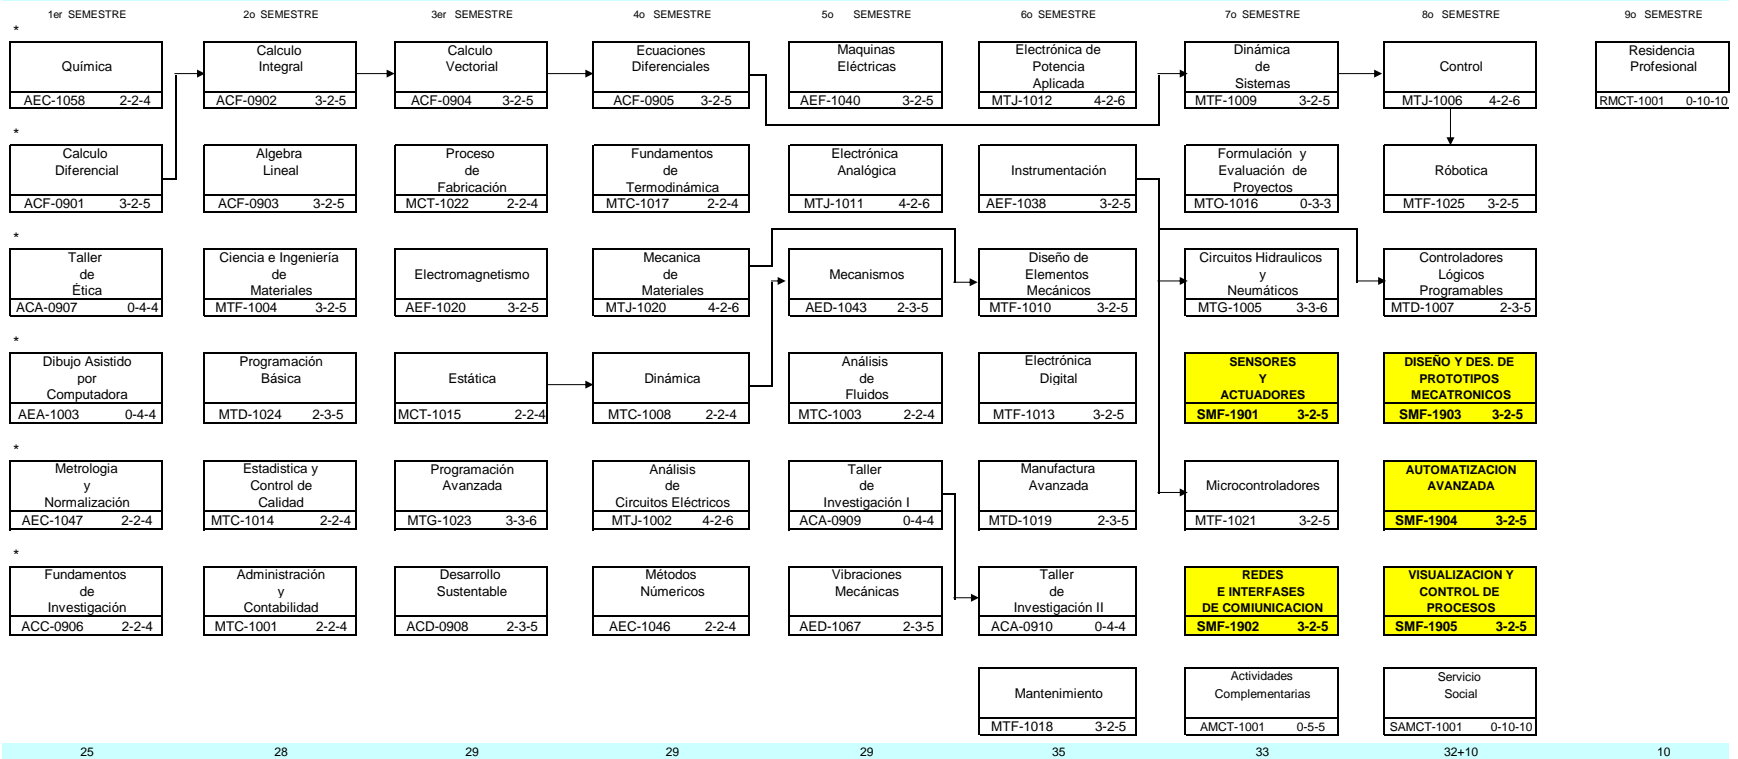 1er SEMESTRE 2o SEMESTRE 3er SEMESTRE 4o SEMESTRE 5o SEMESTRE 6o SEMESTRE 7o SEMESTRE 8o SEMESTRE 9o SEMESTRE
*
Química
AEC-1058 2-2-4
Calculo
Integral
ACF-0902 3-2-5
Calculo
Vectorial
ACF-0904 3-2-5
Ecuaciones
Diferenciales
ACF-0905 3-2-5
Maquinas
Eléctricas
AEF-1040 3-2-5
Electrónica de
Potencia
Aplicada
MTJ-1012 4-2-6
Dinámica
de
Sistemas
MTF-1009 3-2-5
Control
MTJ-1006 4-2-6
Residencia
Profesional
RMCT-1001 0-10-10
*
Calculo
Diferencial
ACF-0901 3-2-5
Algebra
Lineal
ACF-0903 3-2-5
Proceso
de
Fabricación
MCT-1022 2-2-4
Fundamentos
de
Termodinámica
MTC-1017 2-2-4
Electrónica
Analógica
MTJ-1011 4-2-6
Instrumentación
AEF-1038 3-2-5
Formulación y
Evaluación de
Proyectos
MTO-1016 0-3-3
Róbotica
MTF-1025 3-2-5
*
Taller
de
Ética
ACA-0907 0-4-4
Ciencia e Ingeniería
de
Materiales
MTF-1004 3-2-5
Electromagnetismo
AEF-1020 3-2-5
Mecanica
de
Materiales
MTJ-1020 4-2-6
Mecanismos
AED-1043 2-3-5
Diseño de
Elementos
Mecánicos
MTF-1010 3-2-5
Circuitos Hidraulicos
y
Neumáticos
MTG-1005 3-3-6
Controladores
Lógicos
Programables
MTD-1007 2-3-5
*
Dibujo Asistido
por
Computadora
AEA-1003 0-4-4
Programación
Básica
MTD-1024 2-3-5
Estática
MCT-1015 2-2-4
Dinámica
MTC-1008 2-2-4
Análisis
de
Fluidos
MTC-1003 2-2-4
Electrónica
Digital
MTF-1013 3-2-5
SENSORES
Y
ACTUADORES
SMF-1901 3-2-5
DISEÑO Y DES. DE
PROTOTIPOS
MECATRONICOS
SMF-1903 3-2-5
*
Metrologia
y
Normalización
AEC-1047 2-2-4
Estadistica y
Control de
Calidad
MTC-1014 2-2-4
Programación
Avanzada
MTG-1023 3-3-6
Análisis
de
Circuitos Eléctricos
MTJ-1002 4-2-6
Taller
de
Investigación I
ACA-0909 0-4-4
Manufactura
Avanzada
MTD-1019 2-3-5
Microcontroladores
MTF-1021 3-2-5
AUTOMATIZACION
AVANZADA
SMF-1904 3-2-5
*
Fundamentos
de
Investigación
ACC-0906 2-2-4
Administración
y
Contabilidad
MTC-1001 2-2-4
Desarrollo
Sustentable
ACD-0908 2-3-5
Métodos
Númericos
AEC-1046 2-2-4
Vibraciones
Mecánicas
AED-1067 2-3-5
Taller
de
Investigación II
ACA-0910 0-4-4
REDES
E INTERFASES
DE COMIUNICACION
SMF-1902 3-2-5
VISUALIZACION Y
CONTROL DE
PROCESOS
SMF-1905 3-2-5
Mantenimiento
MTF-1018 3-2-5
Actividades
Complementarias
AMCT-1001 0-5-5
Servicio
Social
SAMCT-1001 0-10-10
25 28 29 29 29 35 33 32+10 10